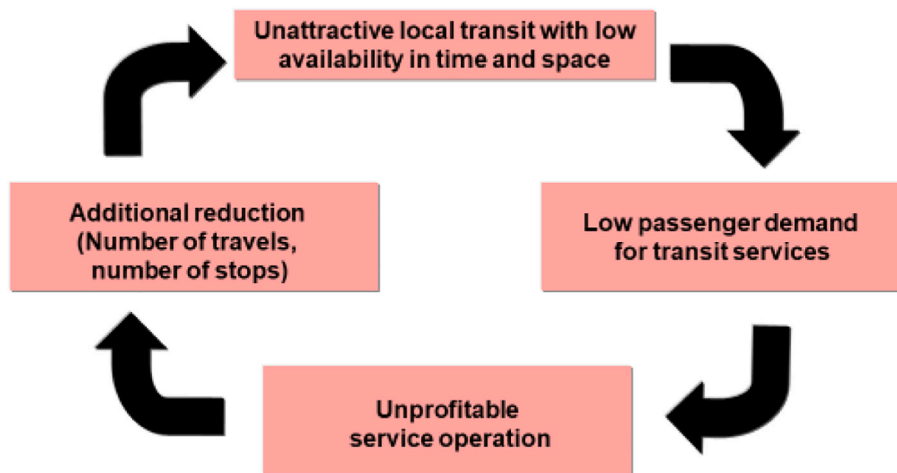 Unattractive local transit with low
availability in time and space
Low passenger demand
for transit services
Unprofitable
service operation
Additional reduction
(Number of travels,
number of stops)